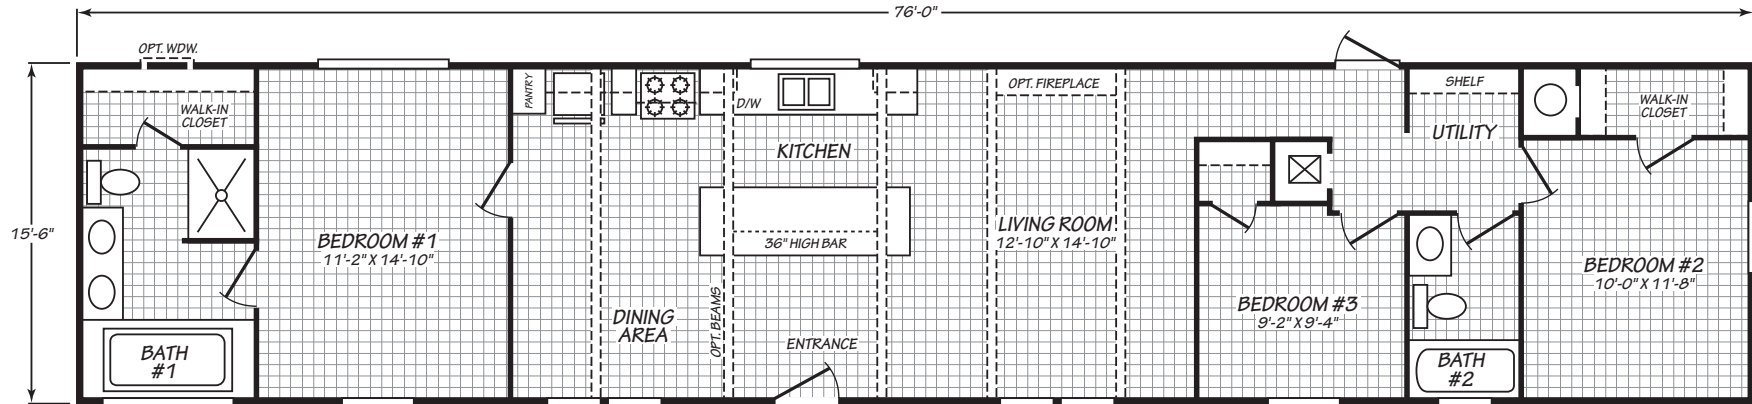 76'-0"
OPT. WDW.
WALK-IN
CLOSET
PANTRY
D/W
OPT. FIREPLACE
SHELF
WALK-IN
CLOSET
UTILITY
KITCHEN
15'-6"
BEDROOM #1
11'-2" X 14'-10"
36" HIGH BAR
LIVING ROOM
12'-10" X 14'-10"
BEDROOM #2
10'-0" X 11'-8"
BEDROOM #3
9'-2" X 9'-4"
DINING
AREA
OPT. BEAMS
ENTRANCE
BATH
#1
BATH
#2